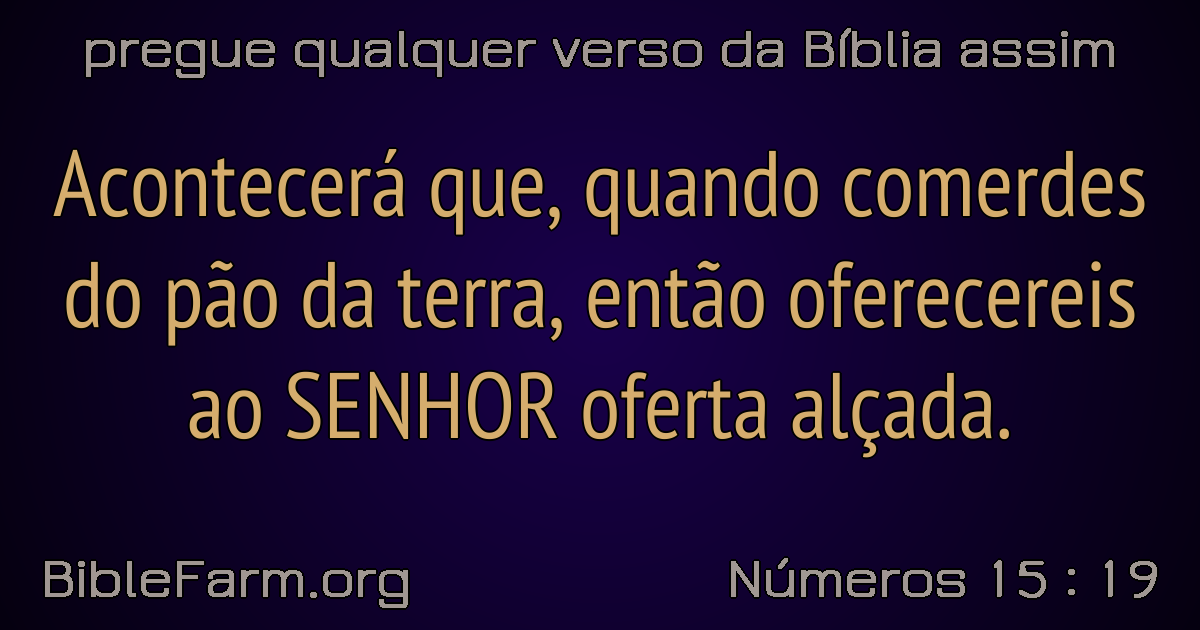 pregue qualquer verso da Bíblia assim
Acontecerá que, quando comerdes
do pão da terra, então oferecereis
ao SENHOR oferta alçada.
BibleFarm.org
Números 15 : 19